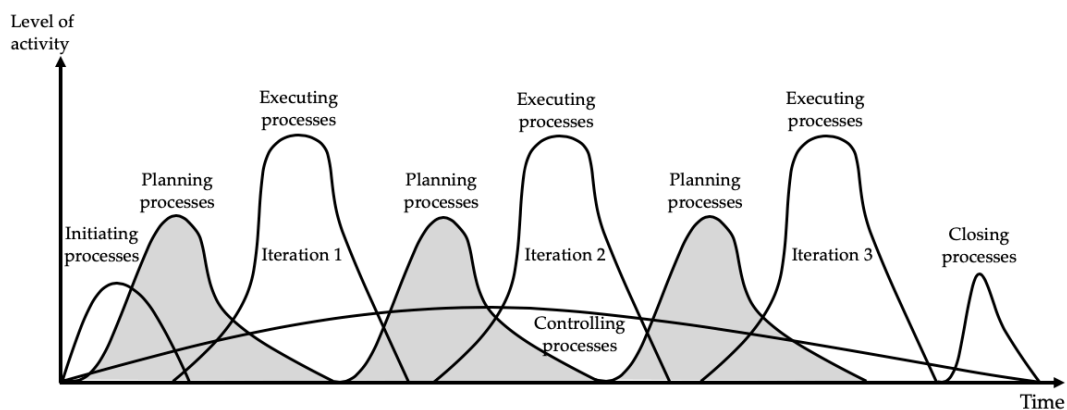 Level of
activity
Executing
processes
Executing
processes
Executing
processes
Planning
processes
Planning
processes
Planning
processes
Initiating
processes
Iteration 1
Iteration 2
Iteration 3
Closing
processes
Controlling
processes
Time